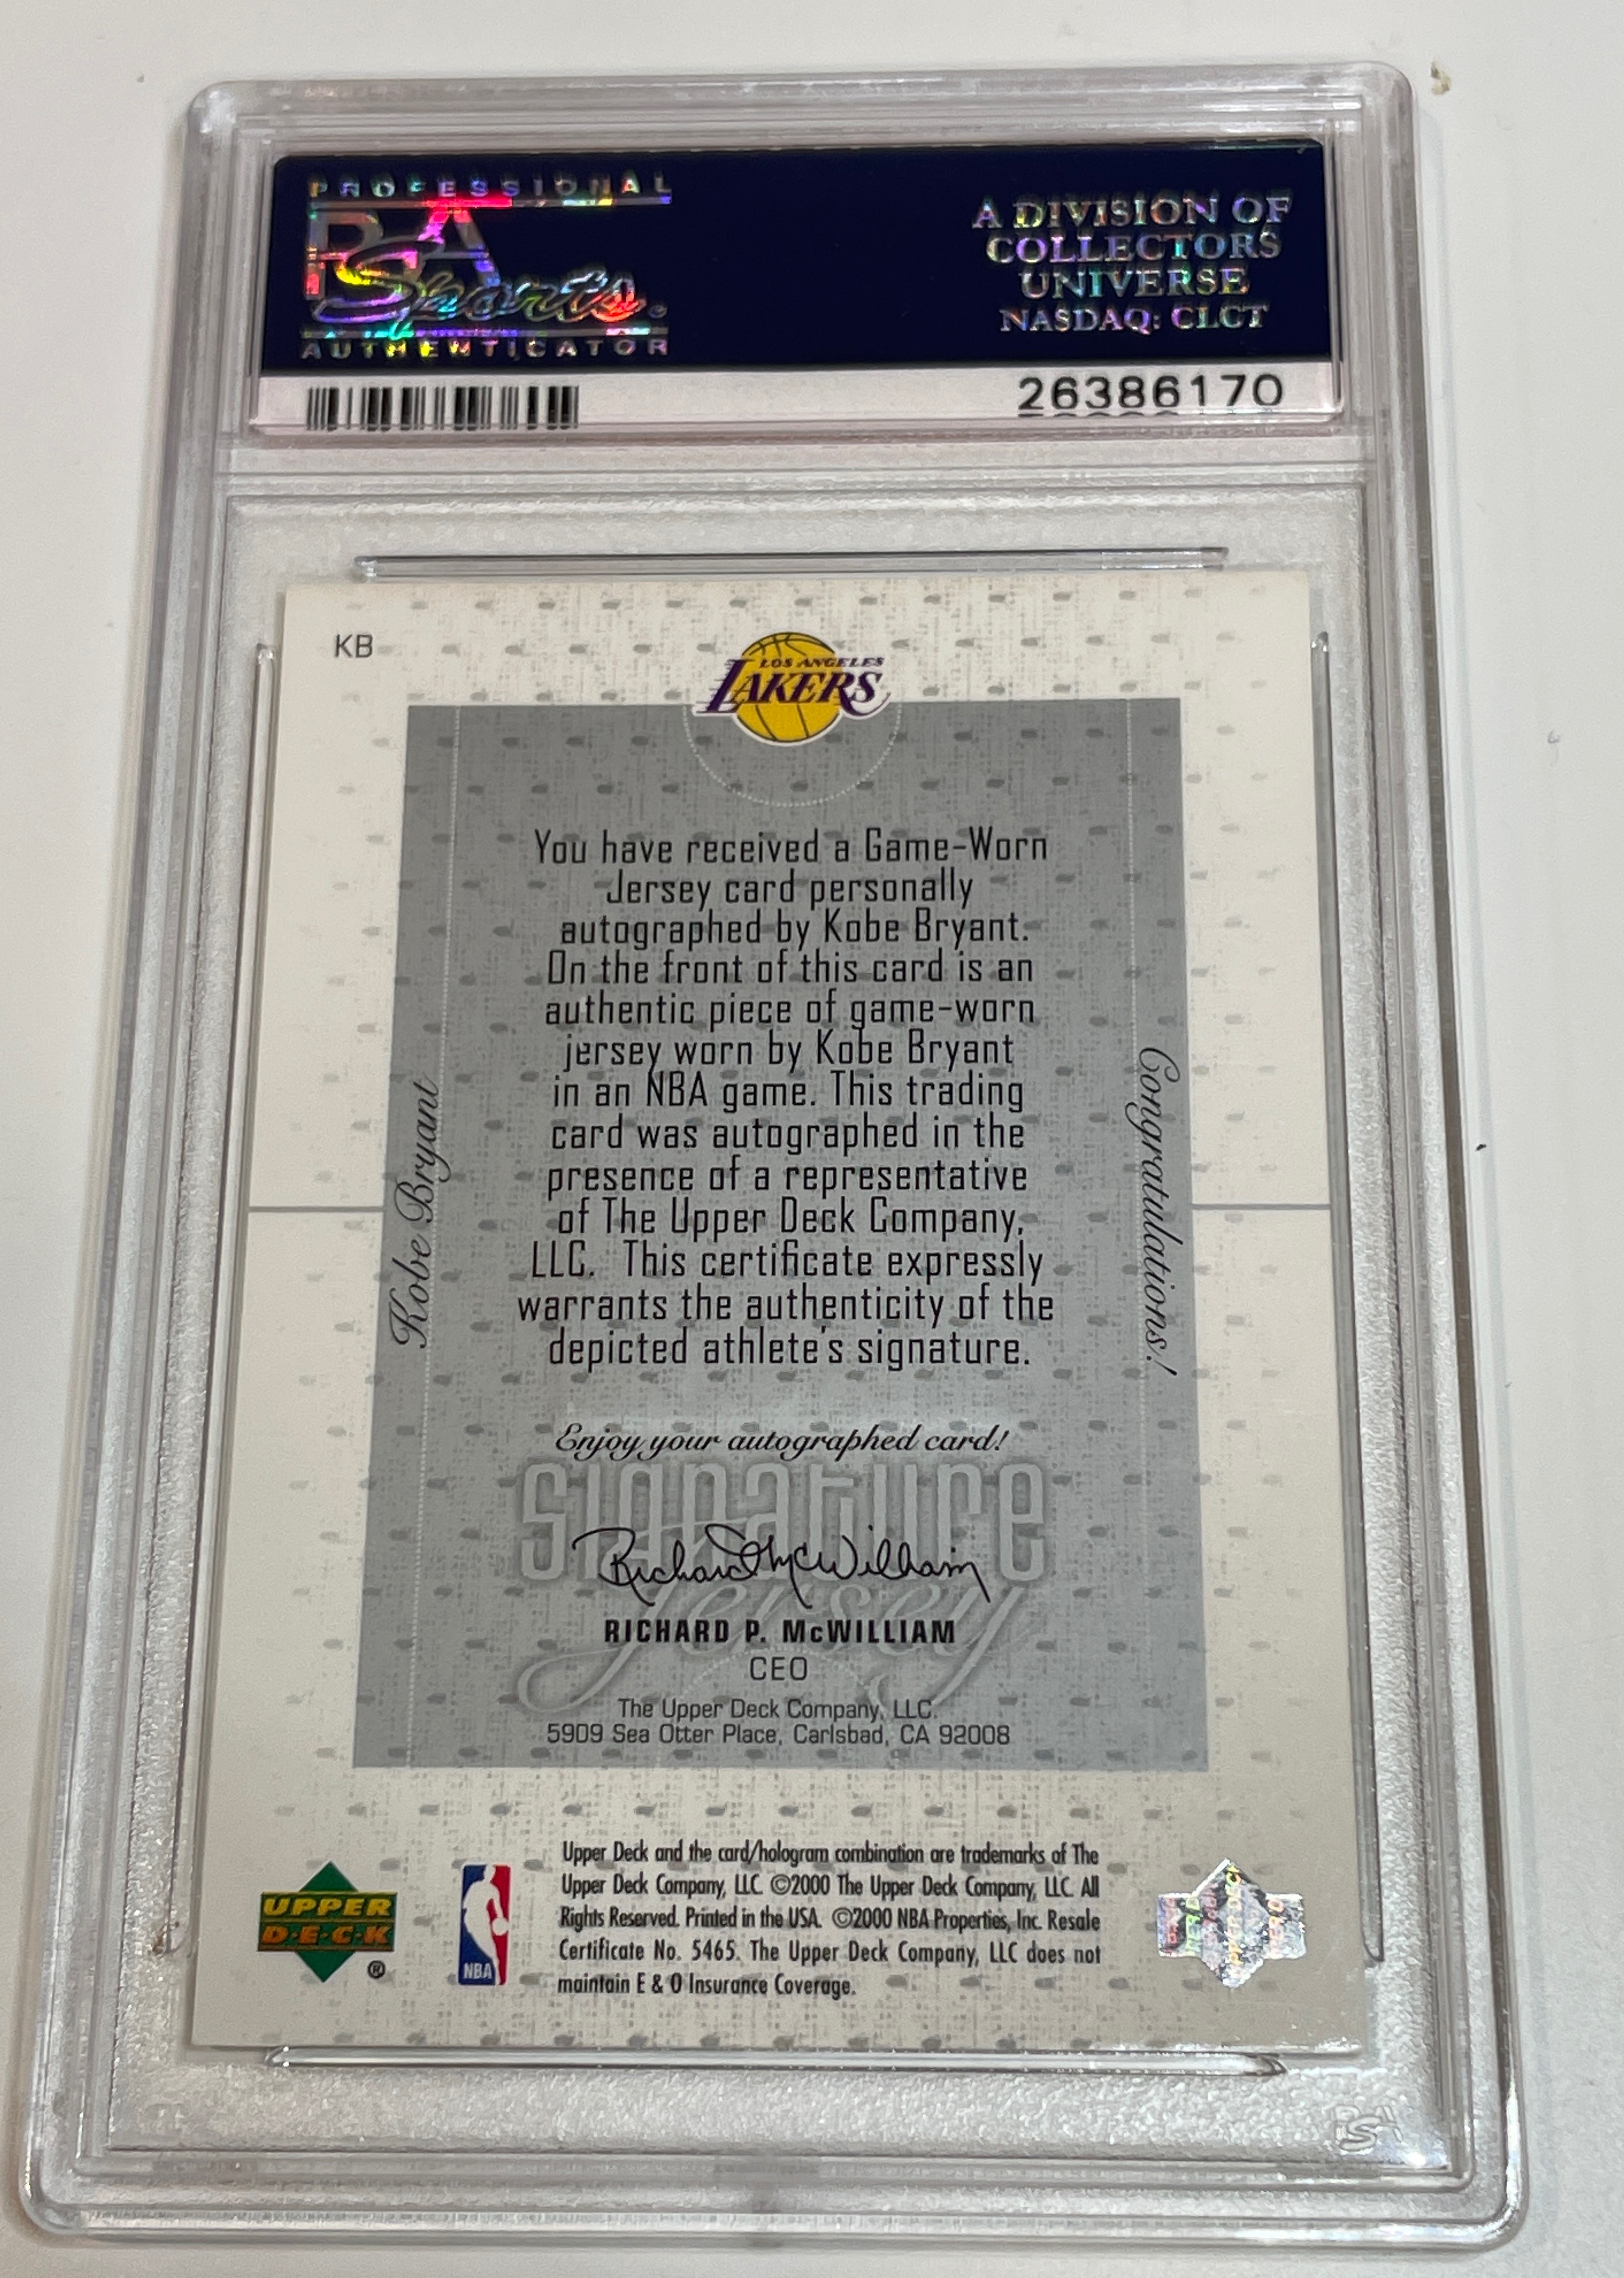 PROFESSIONAL
PSA
Sports
AUTHENTICATOR
A DIVISION OF
COLLECTORS
UNIVERSE
NASDAQ: CLCT
26386170
KB
LOS ANGELES
LAKERS
You have received a Game-Worn
Jersey card personally
autographed by Kobe Bryant.
On the front of this card is an
authentic piece of game-worn
jersey worn by Kobe Bryant
in an NBA game. This trading
card was autographed in the
presence of a representative
of The Upper Deck Company,
LLC. This certificate expressly
warrants the authenticity of the
depicted athlete's signature.
Kobe Bryant
Congratulations!
Enjoy your autographed card!
signature
jersey
Richard McWilliam
RICHARD P. McWILLIAM
CEO
The Upper Deck Company, LLC.
5909 Sea Otter Place, Carlsbad, CA 92008
UPPER
DECK
®
NBA
Upper Deck and the card/hologram combination are trademarks of The
Upper Deck Company, LLC. ©2000 The Upper Deck Company, LLC. All
Rights Reserved. Printed in the USA. ©2000 NBA Properties, Inc. Resale
Certificate No. 5465. The Upper Deck Company, LLC does not
maintain E & O Insurance Coverage.
PSA